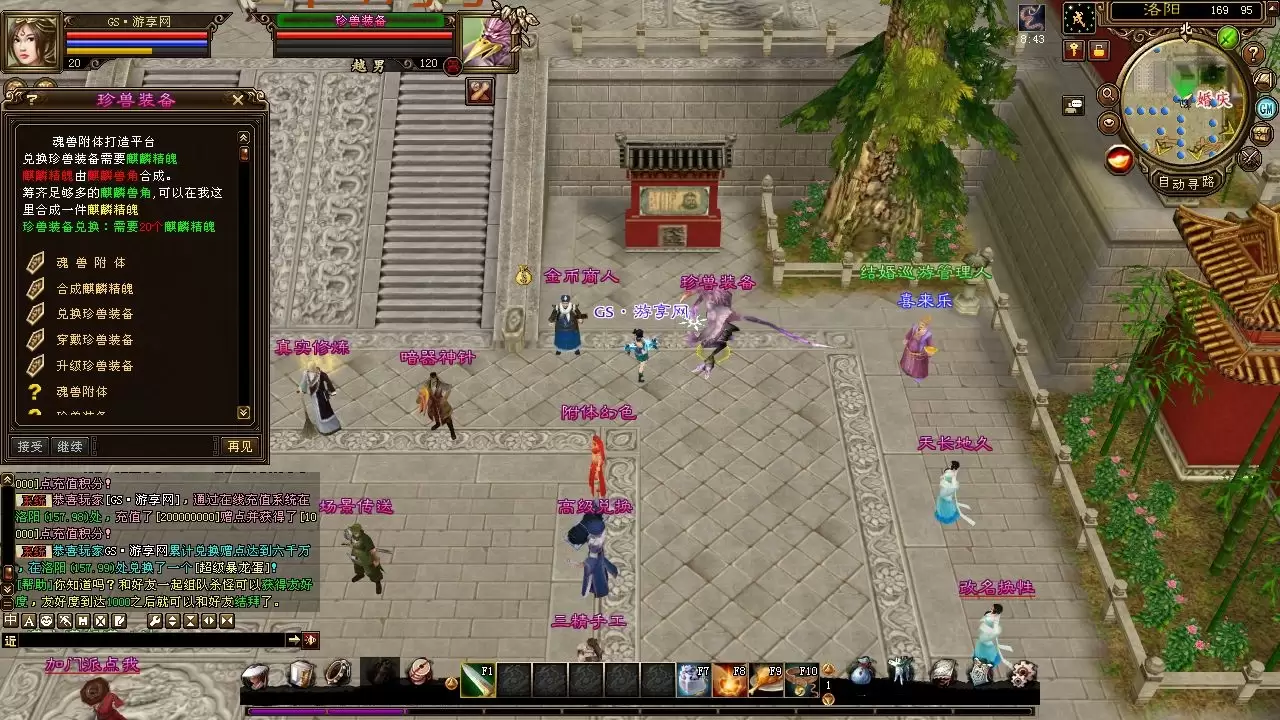 GS·游享网
20
珍兽装备
越男
120
8:43
戌
洛阳
169 95
北
婚庆
GM
自动寻路
珍兽装备
魂兽附体打造平台
兑换珍兽装备需要麒麟精魄
麒麟精魄由麒麟兽角合成。
筹齐足够多的麒麟兽角,可以在我这
里合成一件麒麟精魄
珍兽装备兑换:需要20个麒麟精魄
魂兽附体
合成麒麟精魄
兑换珍兽装备
升级珍兽装备
魂兽附体
珍兽装备
接受 继续
再见
金币商人
珍兽装备
GS·游享网
结婚巡游管理人
喜来乐
真实修炼
暗器神针
附体幻色
天长地久
场景传送
高级兑换
改名换性
三精手工
加门派点我
000]点充值积分!
恭喜玩家[GS·游享网],通过在线充值系统在
洛阳(157,98)处,充值了[200000000]赠点并获得了[10
000]点充值积分!
恭喜玩家GS·游享网累计兑换赠点达到六千万
,在洛阳(157,99)处兑换了一个[超级暴龙蛋]!
[帮助]你知道吗?和好友一起组队杀怪可以获得友好
度,友好度到达1000之后就可以和好友结拜了。
中 A
近
F1
F7
F8
F9
F10
1